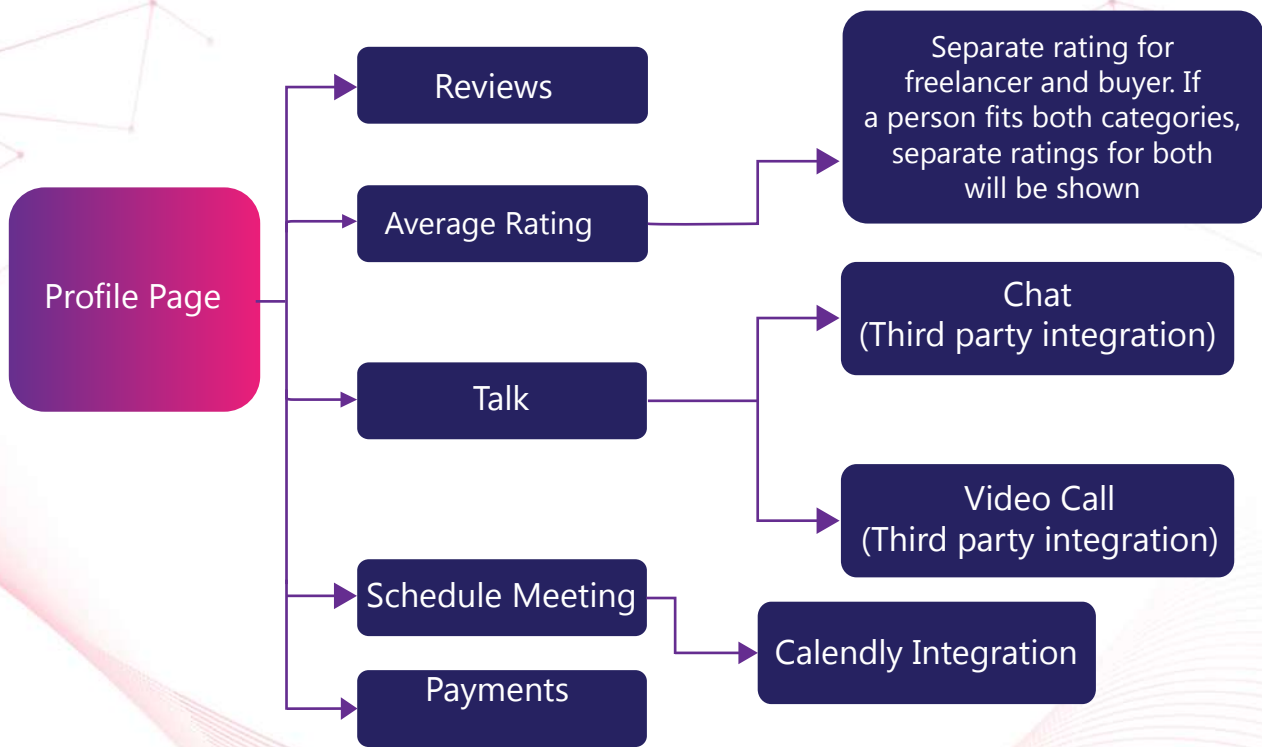 Profile Page
Reviews
Average Rating
Separate rating for
freelancer and buyer. If
a person fits both categories,
separate ratings for both
will be shown
Talk
Chat
(Third party integration)
Video Call
(Third party integration)
Schedule Meeting
Calendly Integration
Payments